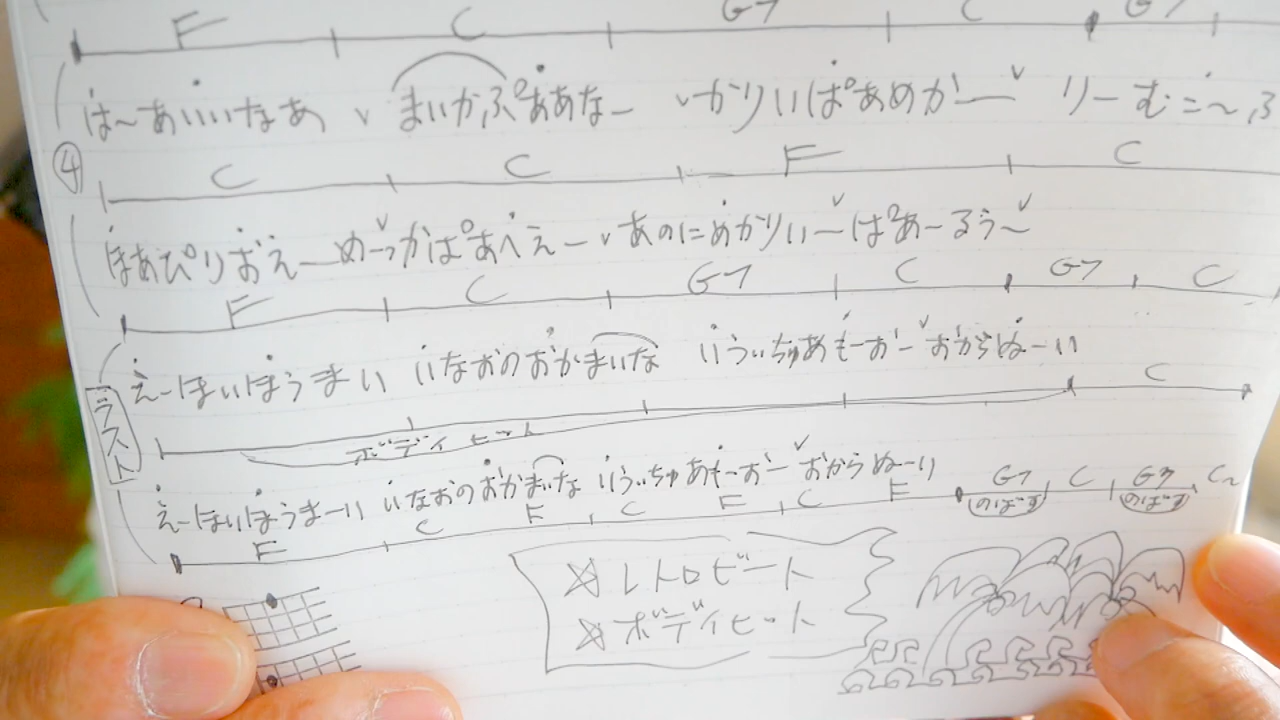 F C G7 C G7
は〜あいいいなあ まいかぷああなー かりいぱあめがー りーむこ〜ふ
④ C C F C
ほあぴりおえー めーっかぱあへえー あのにめかりいーぱあーるう〜
F C G7 C G7 C
えーほいほうまい いなおのおかまいな いういちゅあもーおー おからぬーい
ラスト ボディヒット C
えーほいほうまーい いなおのおかまいな いういちゅあもーおー おからぬーい G7 C G7 C〜
のばす のばす
F C F C F C F
☆レトロビート
☆ボディヒット